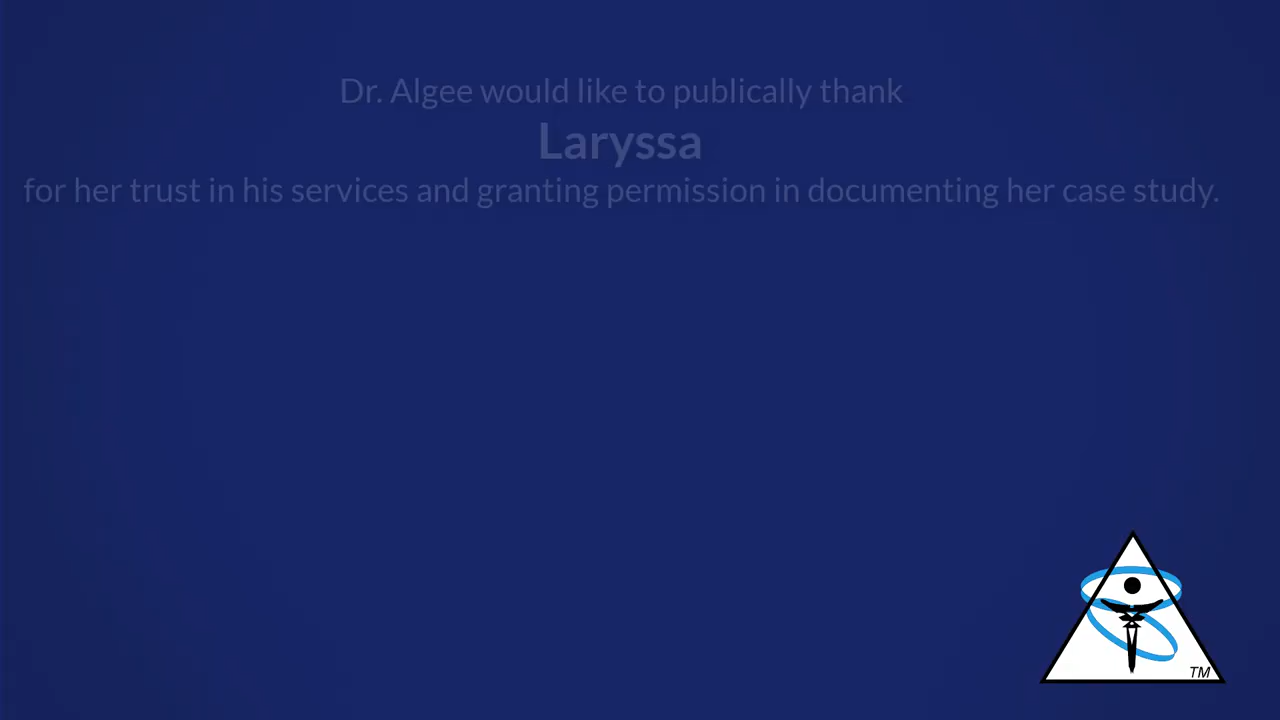 Dr. Algee would like to publically thank
Laryssa
for her trust in his services and granting permission in documenting her case study.
TM